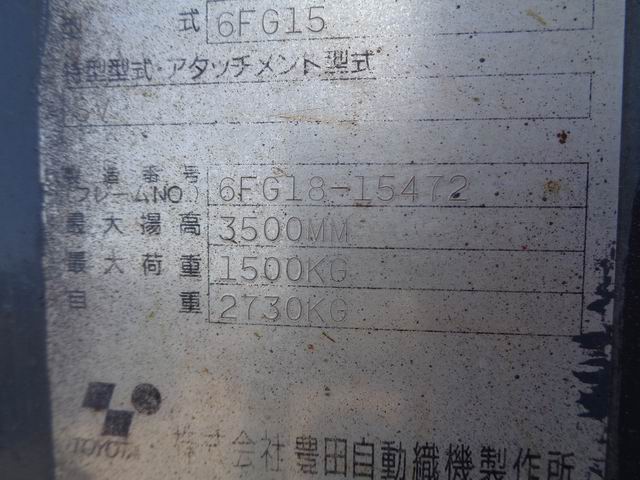 型 式 6FG15
特型型式・アタッチメント型式
SV
製造番号
(フレームNO.) 6FG18-15472
最大揚高 3500MM
最大荷重 1500KG
自 重 2730KG
TOYOTA 株式会社 豊田自動織機製作所